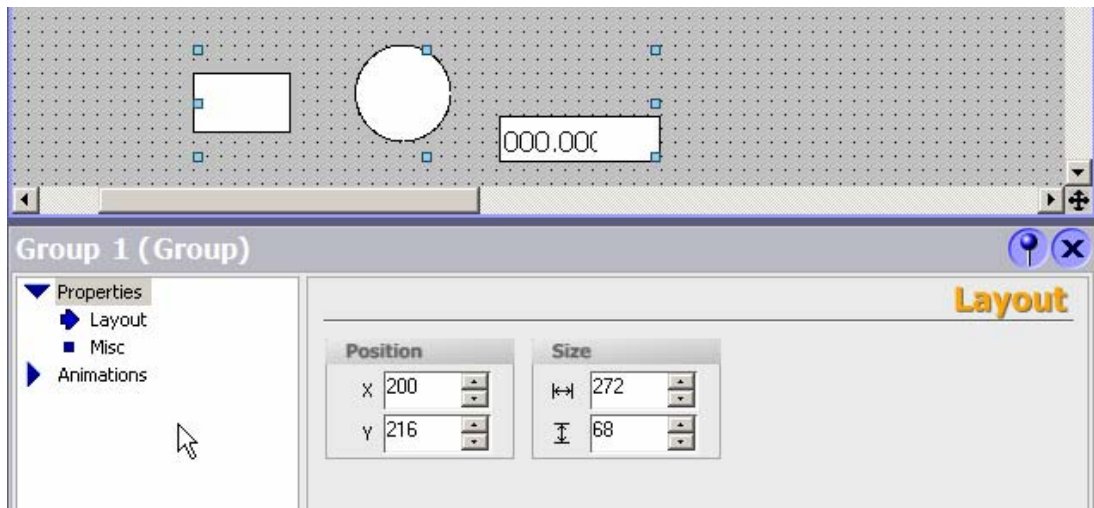 000.00(
Group 1 (Group)
Properties
Layout
Misc
Animations
Layout
Position
Size
X 200
272
Y 216
68